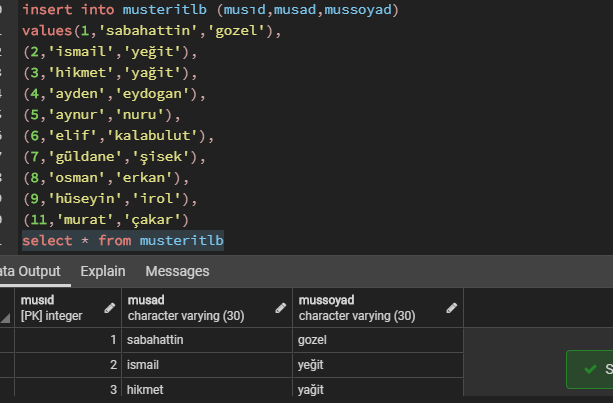 insert into musteritlb (musıd,musad,mussoyad)
values(1,'sabahattin','gozel'),
(2,'ismail','yeğit'),
(3,'hikmet','yağit'),
(4,'ayden','eydogan'),
(5,'aynur','nuru'),
(6,'elif','kalabulut'),
(7,'güldane','şisek'),
(8,'osman','erkan'),
(9,'hüseyin','irol'),
(11,'murat','çakar')
select * from musteritlb
ata Output Explain Messages
musıd musad mussoyad
[PK] integer character varying (30) character varying (30)
1 sabahattin gozel
2 ismail yeğit
3 hikmet yağit